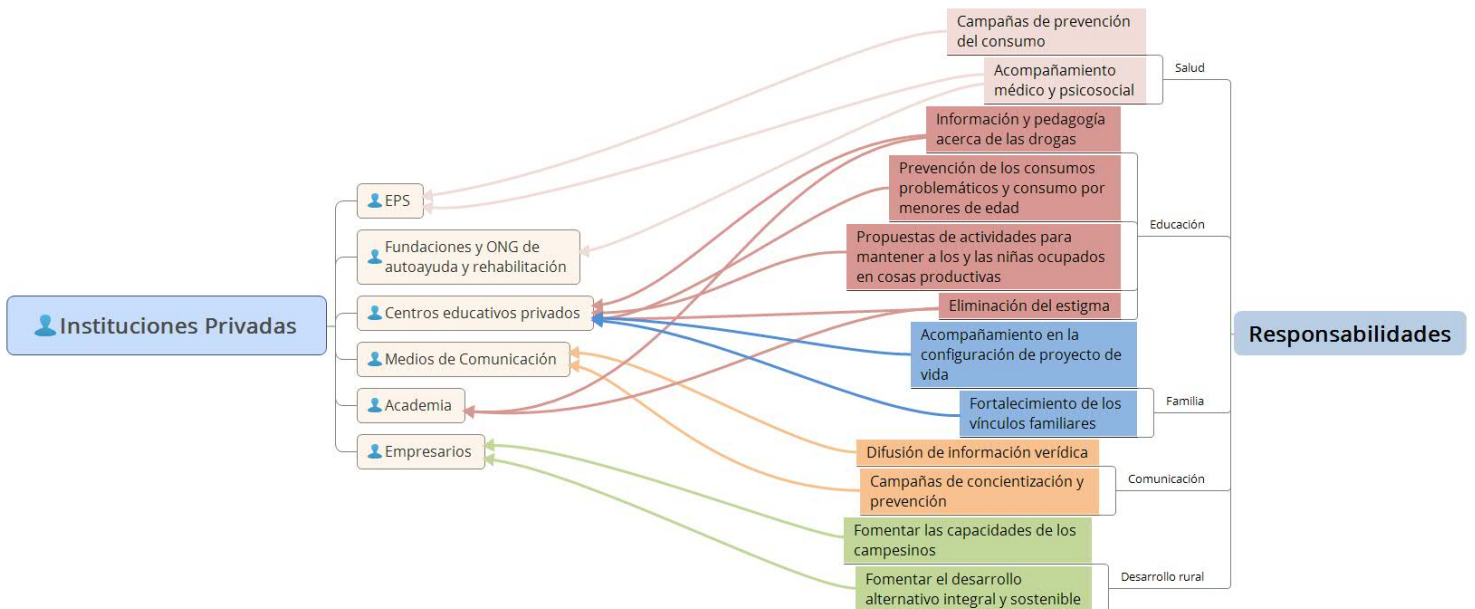 Instituciones Privadas
EPS
Fundaciones y ONG de
autoayuda y rehabilitación
Centros educativos privados
Medios de Comunicación
Academia
Empresarios
Campañas de prevención
del consumo
Acompañamiento
médico y psicosocial
Salud
Información y pedagogía
acerca de las drogas
Prevención de los consumos
problemáticos y consumo por
menores de edad
Propuestas de actividades para
mantener a los y las niñas ocupados
en cosas productivas
Eliminación del estigma
Educación
Acompañamiento en la
configuración de proyecto de
vida
Fortalecimiento de los
vínculos familiares
Familia
Difusión de información verídica
Campañas de concientización y
prevención
Comunicación
Fomentar las capacidades de los
campesinos
Fomentar el desarrollo
alternativo integral y sostenible
Desarrollo rural
Responsabilidades